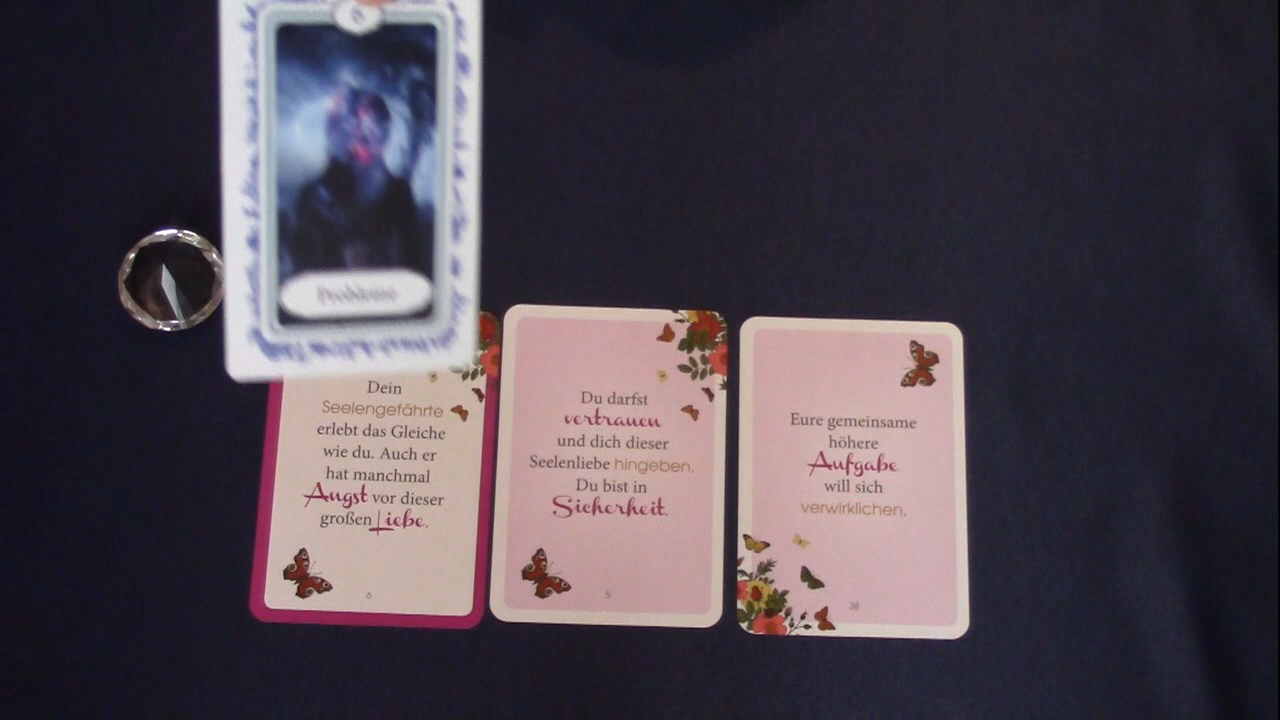 6
Probleme
Dein
Seelengefährte
erlebt das Gleiche
wie du. Auch er
hat manchmal
Angst vor dieser
großen Liebe.
6
Du darfst
vertrauen
und dich dieser
Seelenliebe hingeben.
Du bist in
Sicherheit.
5
Eure gemeinsame
höhere
Aufgabe
will sich
verwirklichen.
38